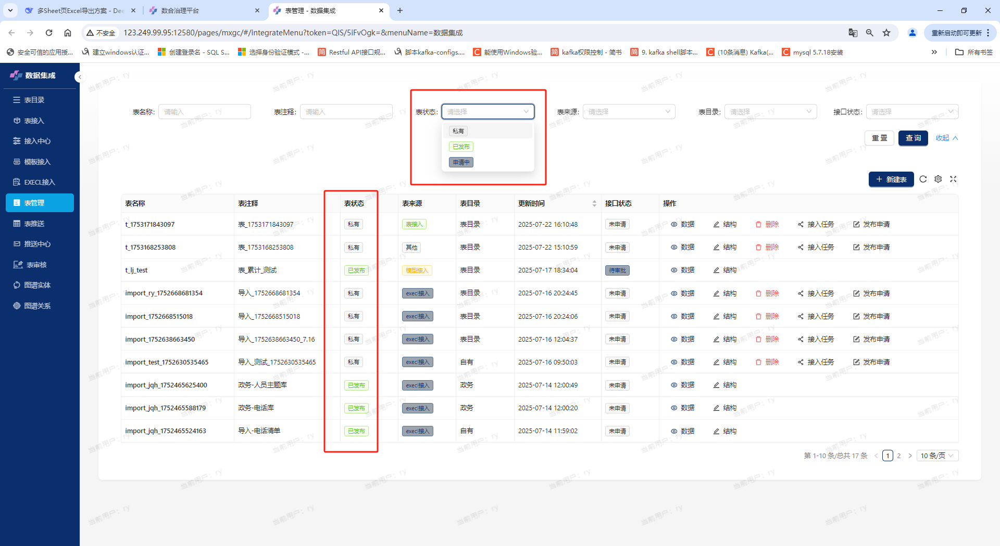 多Sheet页Excel导出方案 - Dee
数合治理平台
表管理 - 数据集成
不安全
123.249.99.95:12580/pages/mxgc/#/integrateMenu?token=QlS/5iFvOgk=&menuName=数据集成
重新启动即可更新
安全可信的应用授...
建立windows认证...
创建登录名 - SQL S...
选择身份验证模式 -...
Restful API接口规...
脚本kafka-configs....
能使用Windows验...
kafka权限控制 - 简书
9. kafka shell脚本...
(10条消息) Kafka(...
mysql 5.7.18安装
所有书签
数据集成
表目录
表接入
接入中心
模板接入
EXECL接入
表管理
表推送
推送中心
表审核
图谱实体
图谱关系
表名称: 请输入
表注释: 请输入
表状态: 请选择
表来源: 请选择
表目录: 请选择
接口状态: 请选择
私有
已发布
申请中
重 置
查 询
收起
+ 新建表
表名称 表注释 表状态 表来源 表目录 更新时间 接口状态 操作
t_1753171843097 表_1753171843097 私有 表接入 表目录 2025-07-22 16:10:48 未申请 数据 结构 删除 接入任务 发布申请
t_1753168253808 表_1753168253808 私有 其他 表目录 2025-07-22 15:10:59 未申请 数据 结构 删除 接入任务 发布申请
t_lj_test 表_累计_测试 已发布 模型接入 表目录 2025-07-17 18:34:04 待审批 数据 结构
import_ry_1752668681354 导入_1752668681354 私有 execl接入 表目录 2025-07-16 20:24:45 未申请 数据 结构 删除 接入任务 发布申请
import_1752668515018 导入_1752668515018 私有 execl接入 表目录 2025-07-16 20:24:06 未申请 数据 结构 删除 接入任务 发布申请
import_1752638663450 导入_1752638663450_7.16 私有 execl接入 表目录 2025-07-16 12:04:37 未申请 数据 结构 删除 接入任务 发布申请
import_test_1752630535465 导入_测试_1752630535465 私有 execl接入 自有 2025-07-16 09:50:03 未申请 数据 结构 删除 接入任务 发布申请
import_jqh_1752465625400 政务-人员主题库 已发布 execl接入 政务 2025-07-14 12:00:49 未申请 数据 结构
import_jqh_1752465588179 政务-电话库 已发布 execl接入 政务 2025-07-14 12:00:20 未申请 数据 结构
import_jqh_1752465524163 导入-电话清单 已发布 execl接入 自有 2025-07-14 11:59:02 未申请 数据 结构
第 1-10 条/总共 17 条 < 1 2 > 10 条/页
当前用户：ry